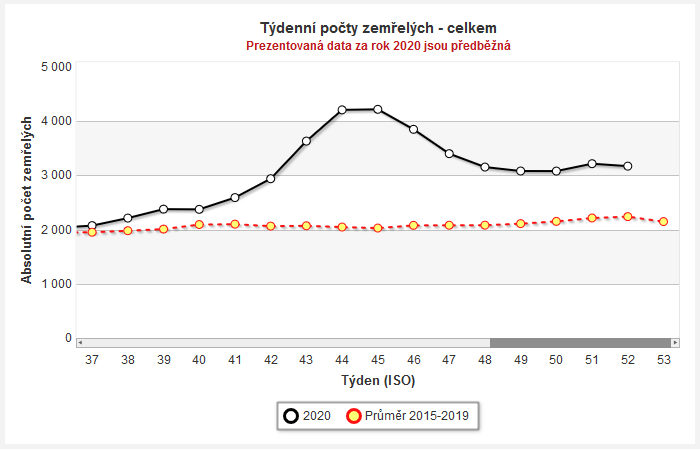 Týdenní počty zemřelých - celkem
Prezentovaná data za rok 2020 jsou předběžná
Absolutní počet zemřelých
5 000
4 000
3 000
2 000
1 000
0
37 38 39 40 41 42 43 44 45 46 47 48 49 50 51 52 53
Týden (ISO)
2020 Průměr 2015-2019